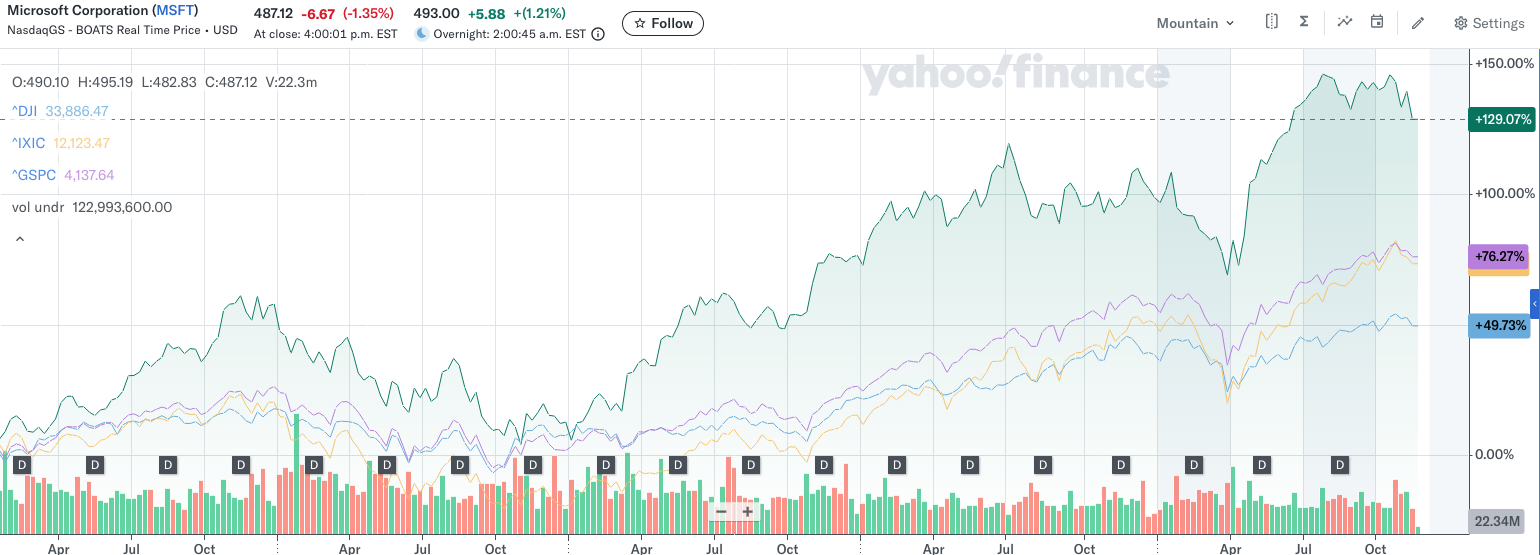 Microsoft Corporation (MSFT)
NasdaqGS - BOATS Real Time Price • USD
487.12 -6.67 (-1.35%)
At close: 4:00:01 p.m. EST
493.00 +5.88 +(1.21%)
Overnight: 2:00:45 a.m. EST
Follow
Mountain
Settings
yahoo!finance
O:490.10 H:495.19 L:482.83 C:487.12 V:22.3m
^DJI 33,886.47
^IXIC 12,123.47
^GSPC 4,137.64
vol undr 122,993,600.00
+150.00%
+129.07%
+100.00%
+76.27%
+49.73%
0.00%
22.34M
D D D D D D D D D D D D D D D D D D D
Apr Jul Oct Apr Jul Oct Apr Jul Oct Apr Jul Oct Apr Jul Oct